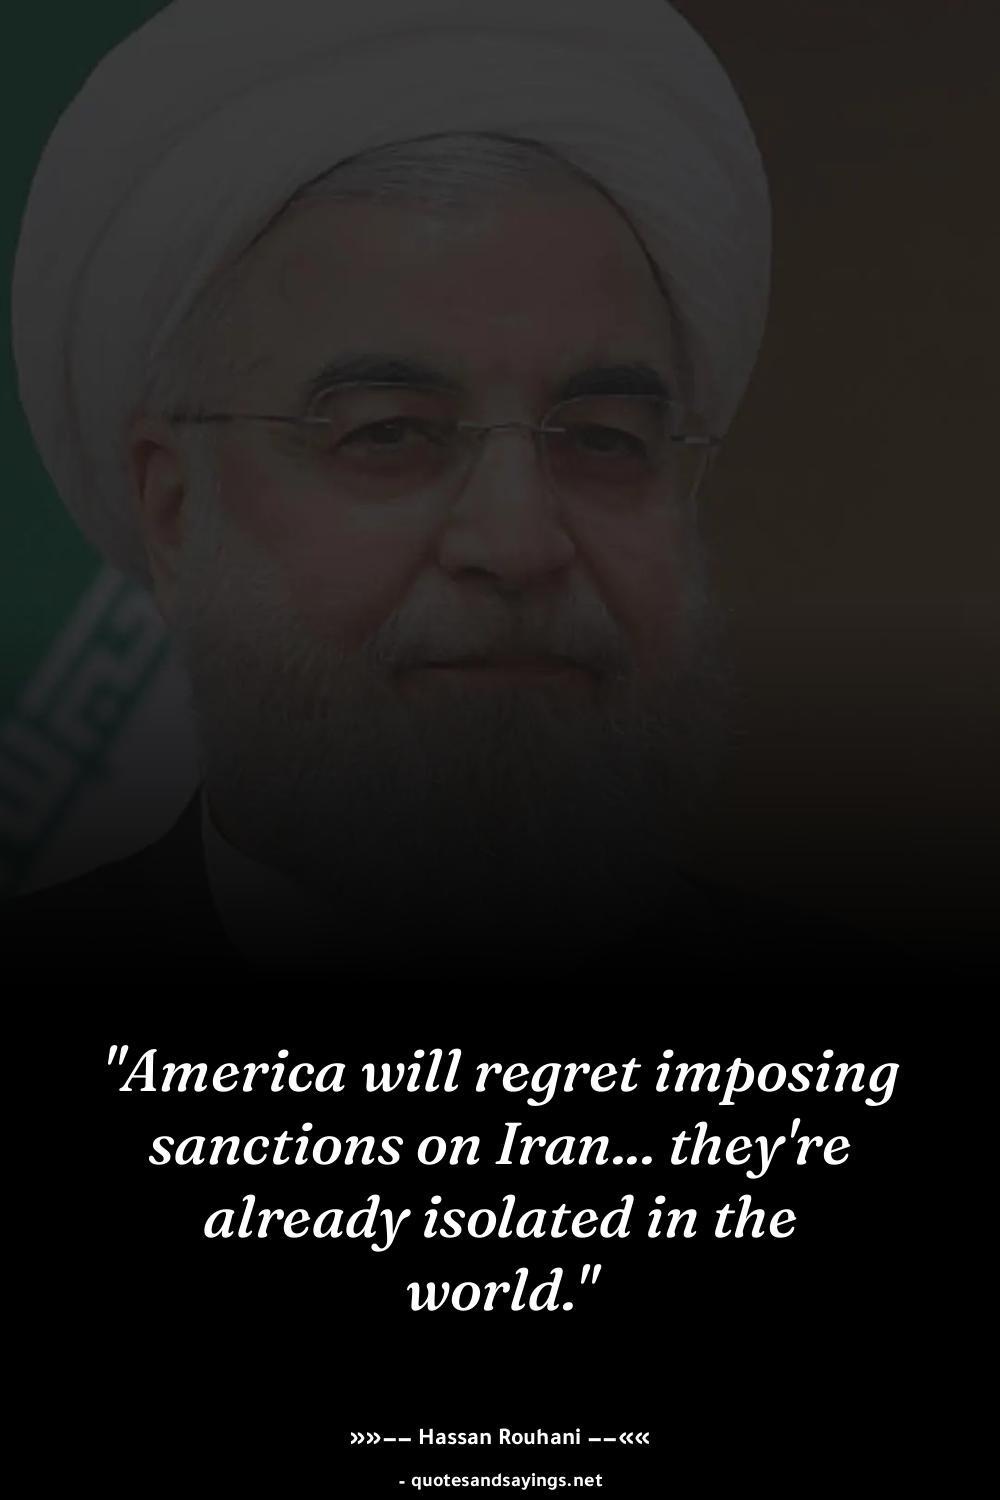 "America will regret imposing
sanctions on Iran... they're
already isolated in the
world."
»»−− Hassan Rouhani −−««
- quotesandsayings.net